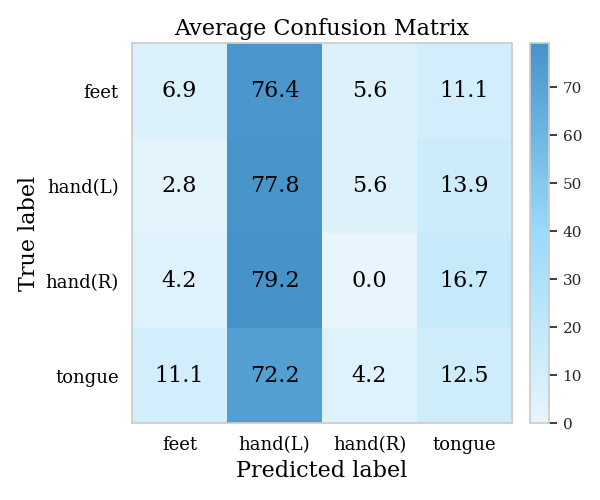 Average Confusion Matrix
True label
feet 6.9 76.4 5.6 11.1
hand(L) 2.8 77.8 5.6 13.9
hand(R) 4.2 79.2 0.0 16.7
tongue 11.1 72.2 4.2 12.5
feet hand(L) hand(R) tongue
Predicted label
70
60
50
40
30
20
10
0